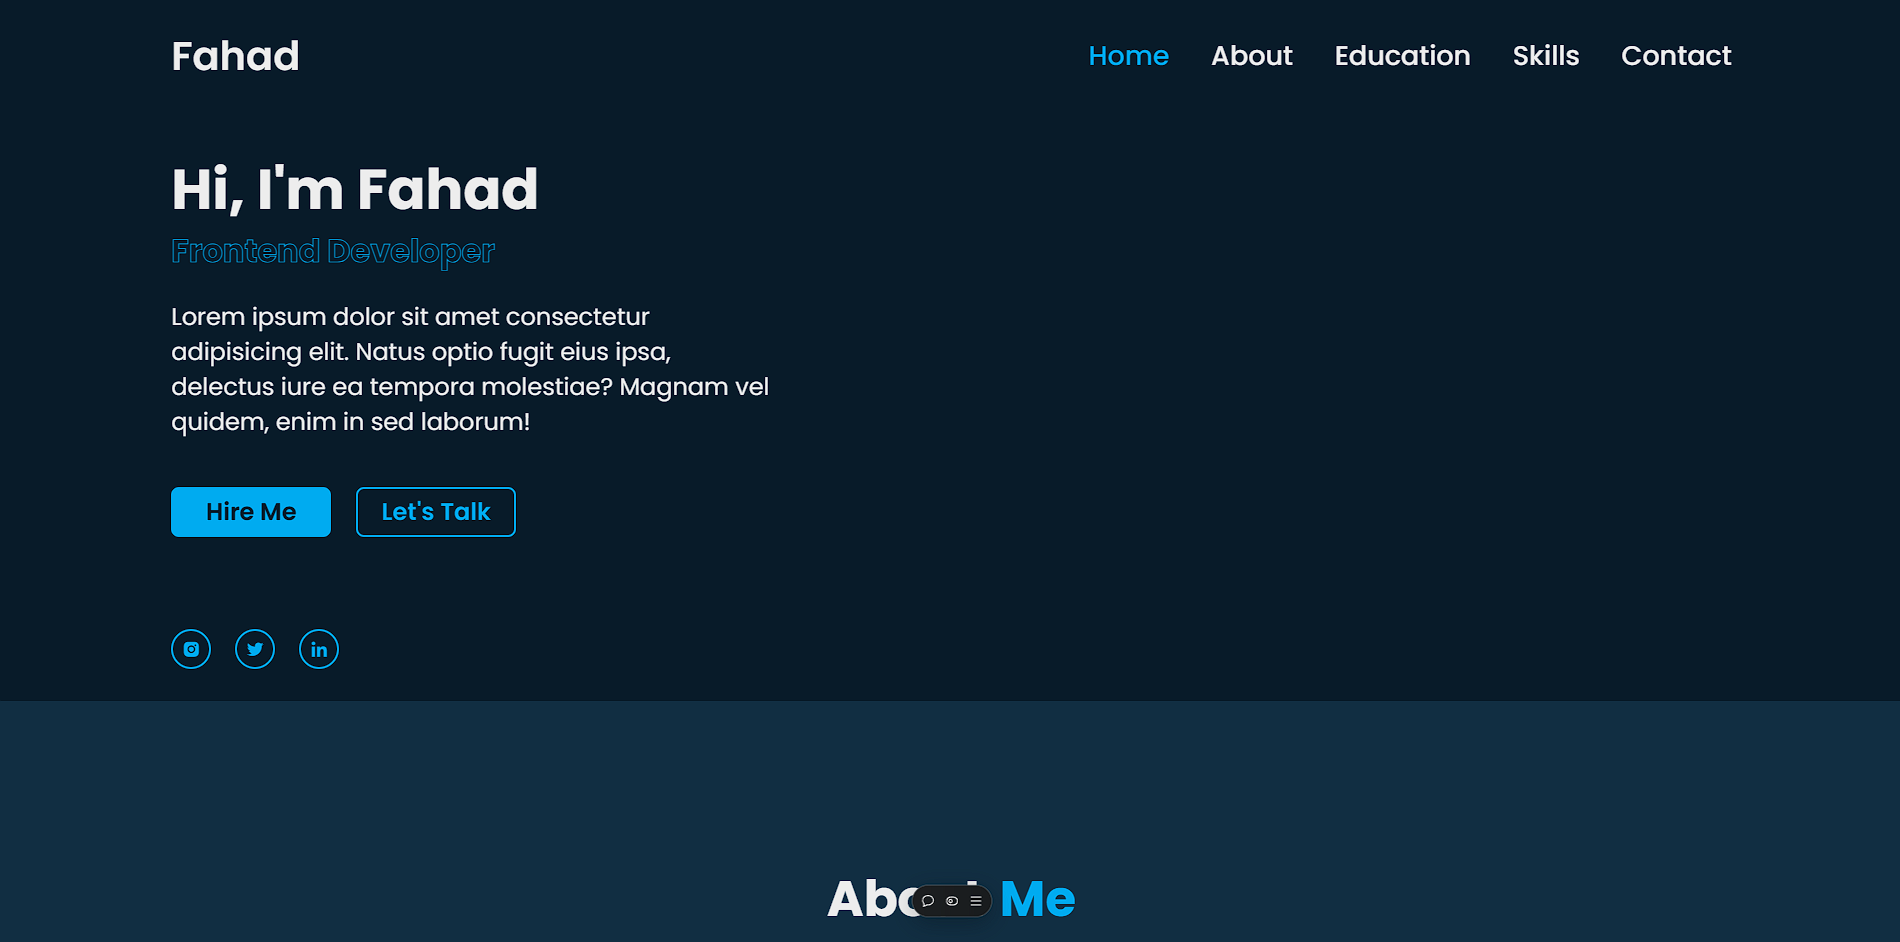 Fahad
Home About Education Skills Contact
Hi, I'm Fahad
Frontend Developer
Lorem ipsum dolor sit amet consectetur
adipisicing elit. Natus optio fugit eius ipsa,
delectus iure ea tempora molestiae? Magnam vel
quidem, enim in sed laborum!
Hire Me Let's Talk
in
About Me